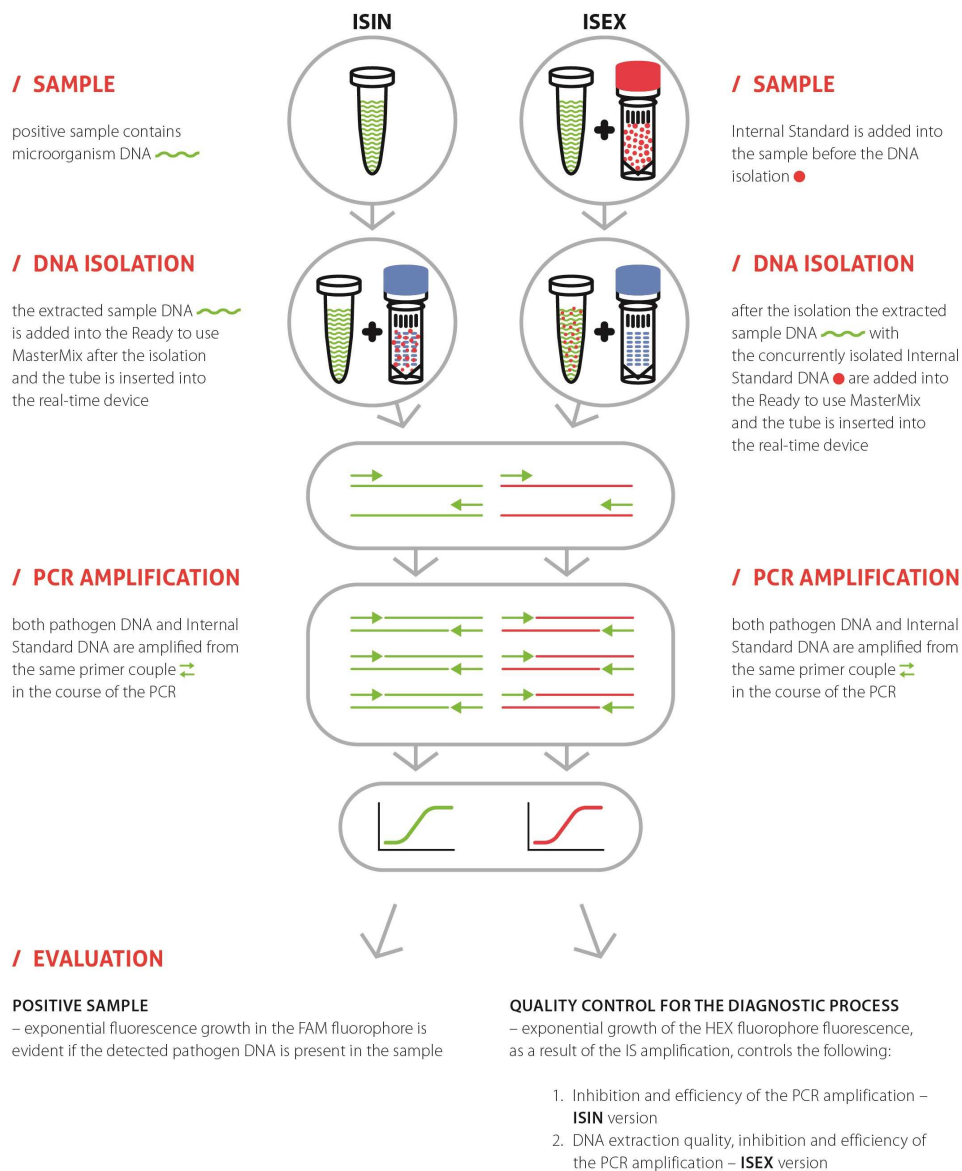 ISIN
ISEX
/ SAMPLE
positive sample contains
microorganism DNA
/ SAMPLE
Internal Standard is added into
the sample before the DNA
isolation
/ DNA ISOLATION
the extracted sample DNA
is added into the Ready to use
MasterMix after the isolation
and the tube is inserted into
the real-time device
/ DNA ISOLATION
after the isolation the extracted
sample DNA with
the concurrently isolated Internal
Standard DNA are added into
the Ready to use MasterMix
and the tube is inserted into
the real-time device
/ PCR AMPLIFICATION
both pathogen DNA and Internal
Standard DNA are amplified from
the same primer couple
in the course of the PCR
/ PCR AMPLIFICATION
both pathogen DNA and Internal
Standard DNA are amplified from
the same primer couple
in the course of the PCR
/ EVALUATION
POSITIVE SAMPLE
– exponential fluorescence growth in the FAM fluorophore is
evident if the detected pathogen DNA is present in the sample
QUALITY CONTROL FOR THE DIAGNOSTIC PROCESS
– exponential growth of the HEX fluorophore fluorescence,
as a result of the IS amplification, controls the following:
1. Inhibition and efficiency of the PCR amplification –
ISIN version
2. DNA extraction quality, inhibition and efficiency of
the PCR amplification – ISEX version